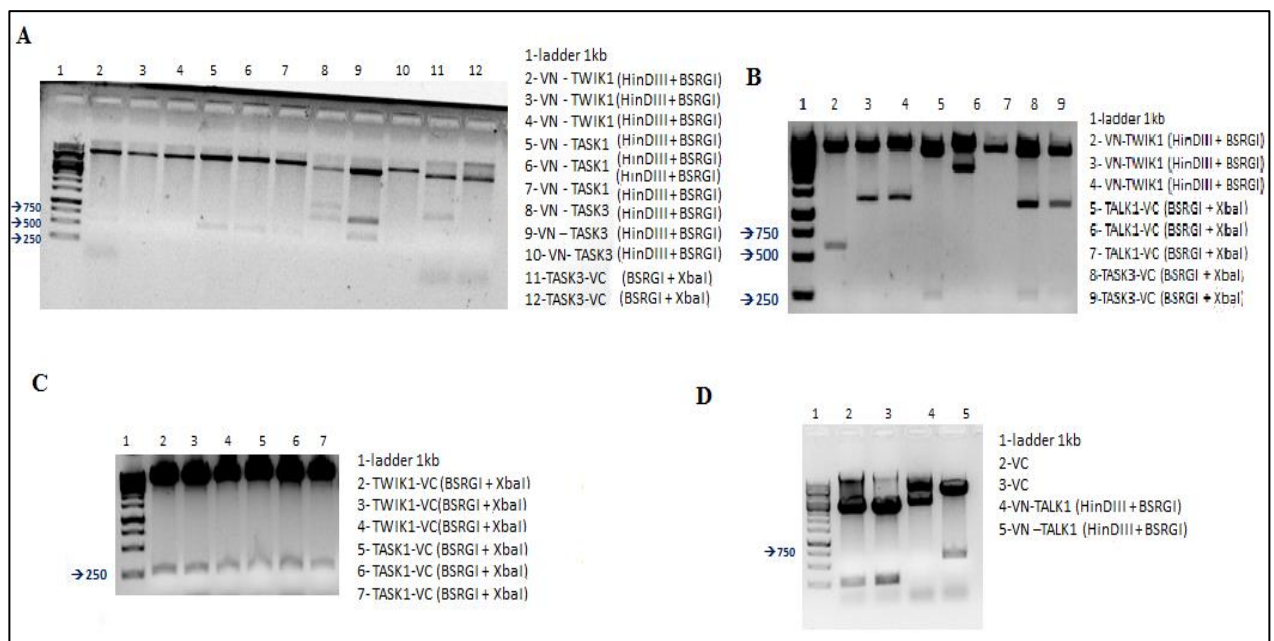 A
1 2 3 4 5 6 7 8 9 10 11 12
→750
→500
→250
1-ladder 1kb
2- VN - TWIK1 (HinDIII+BSRGI)
3- VN - TWIK1 (HinDIII+BSRGI)
4- VN - TWIK1 (HinDIII+BSRGI)
5- VN - TASK1 (HinDIII+BSRGI)
6- VN - TASK1 (HinDIII+BSRGI)
(HinDIII+BSRGI)
7- VN - TASK1 (HinDIII+BSRGI)
8 - VN - TASK3 (HinDIII+BSRGI)
9-VN – TASK3 (HinDIII+BSRGI)
10-VN- TASK3 (HinDIII+BSRGI)
11-TASK3-VC (BSRGI+XbaI)
12-TASK3-VC (BSRGI+XbaI)
B
1 2 3 4 5 6 7 8 9
→750
→500
→250
1-ladder 1kb
2- VN-TWIK1 (HinDIII+BSRGI)
3- VN-TWIK1 (HinDIII+BSRGI)
4- VN-TWIK1 (HinDIII+BSRGI)
5- TALK1-VC (BSRGI+XbaI)
6- TALK1-VC (BSRGI+XbaI)
7- TALK1-VC (BSRGI+XbaI)
8-TASK3-VC (BSRGI+XbaI)
9-TASK3-VC (BSRGI+XbaI)
C
1 2 3 4 5 6 7
→250
1-ladder 1kb
2- TWIK1-VC(BSRGI+XbaI)
3- TWIK1-VC(BSRGI+XbaI)
4- TWIK1-VC(BSRGI+XbaI)
5-TASK1-VC (BSRGI+XbaI)
6- TASK1-VC (BSRGI+XbaI)
7- TASK1-VC (BSRGI+XbaI)
D
1 2 3 4 5
→750
1-ladder 1kb
2-VC
3-VC
4-VN-TALK1 (HinDIII+BSRGI)
5-VN –TALK1 (HinDIII+BSRGI)